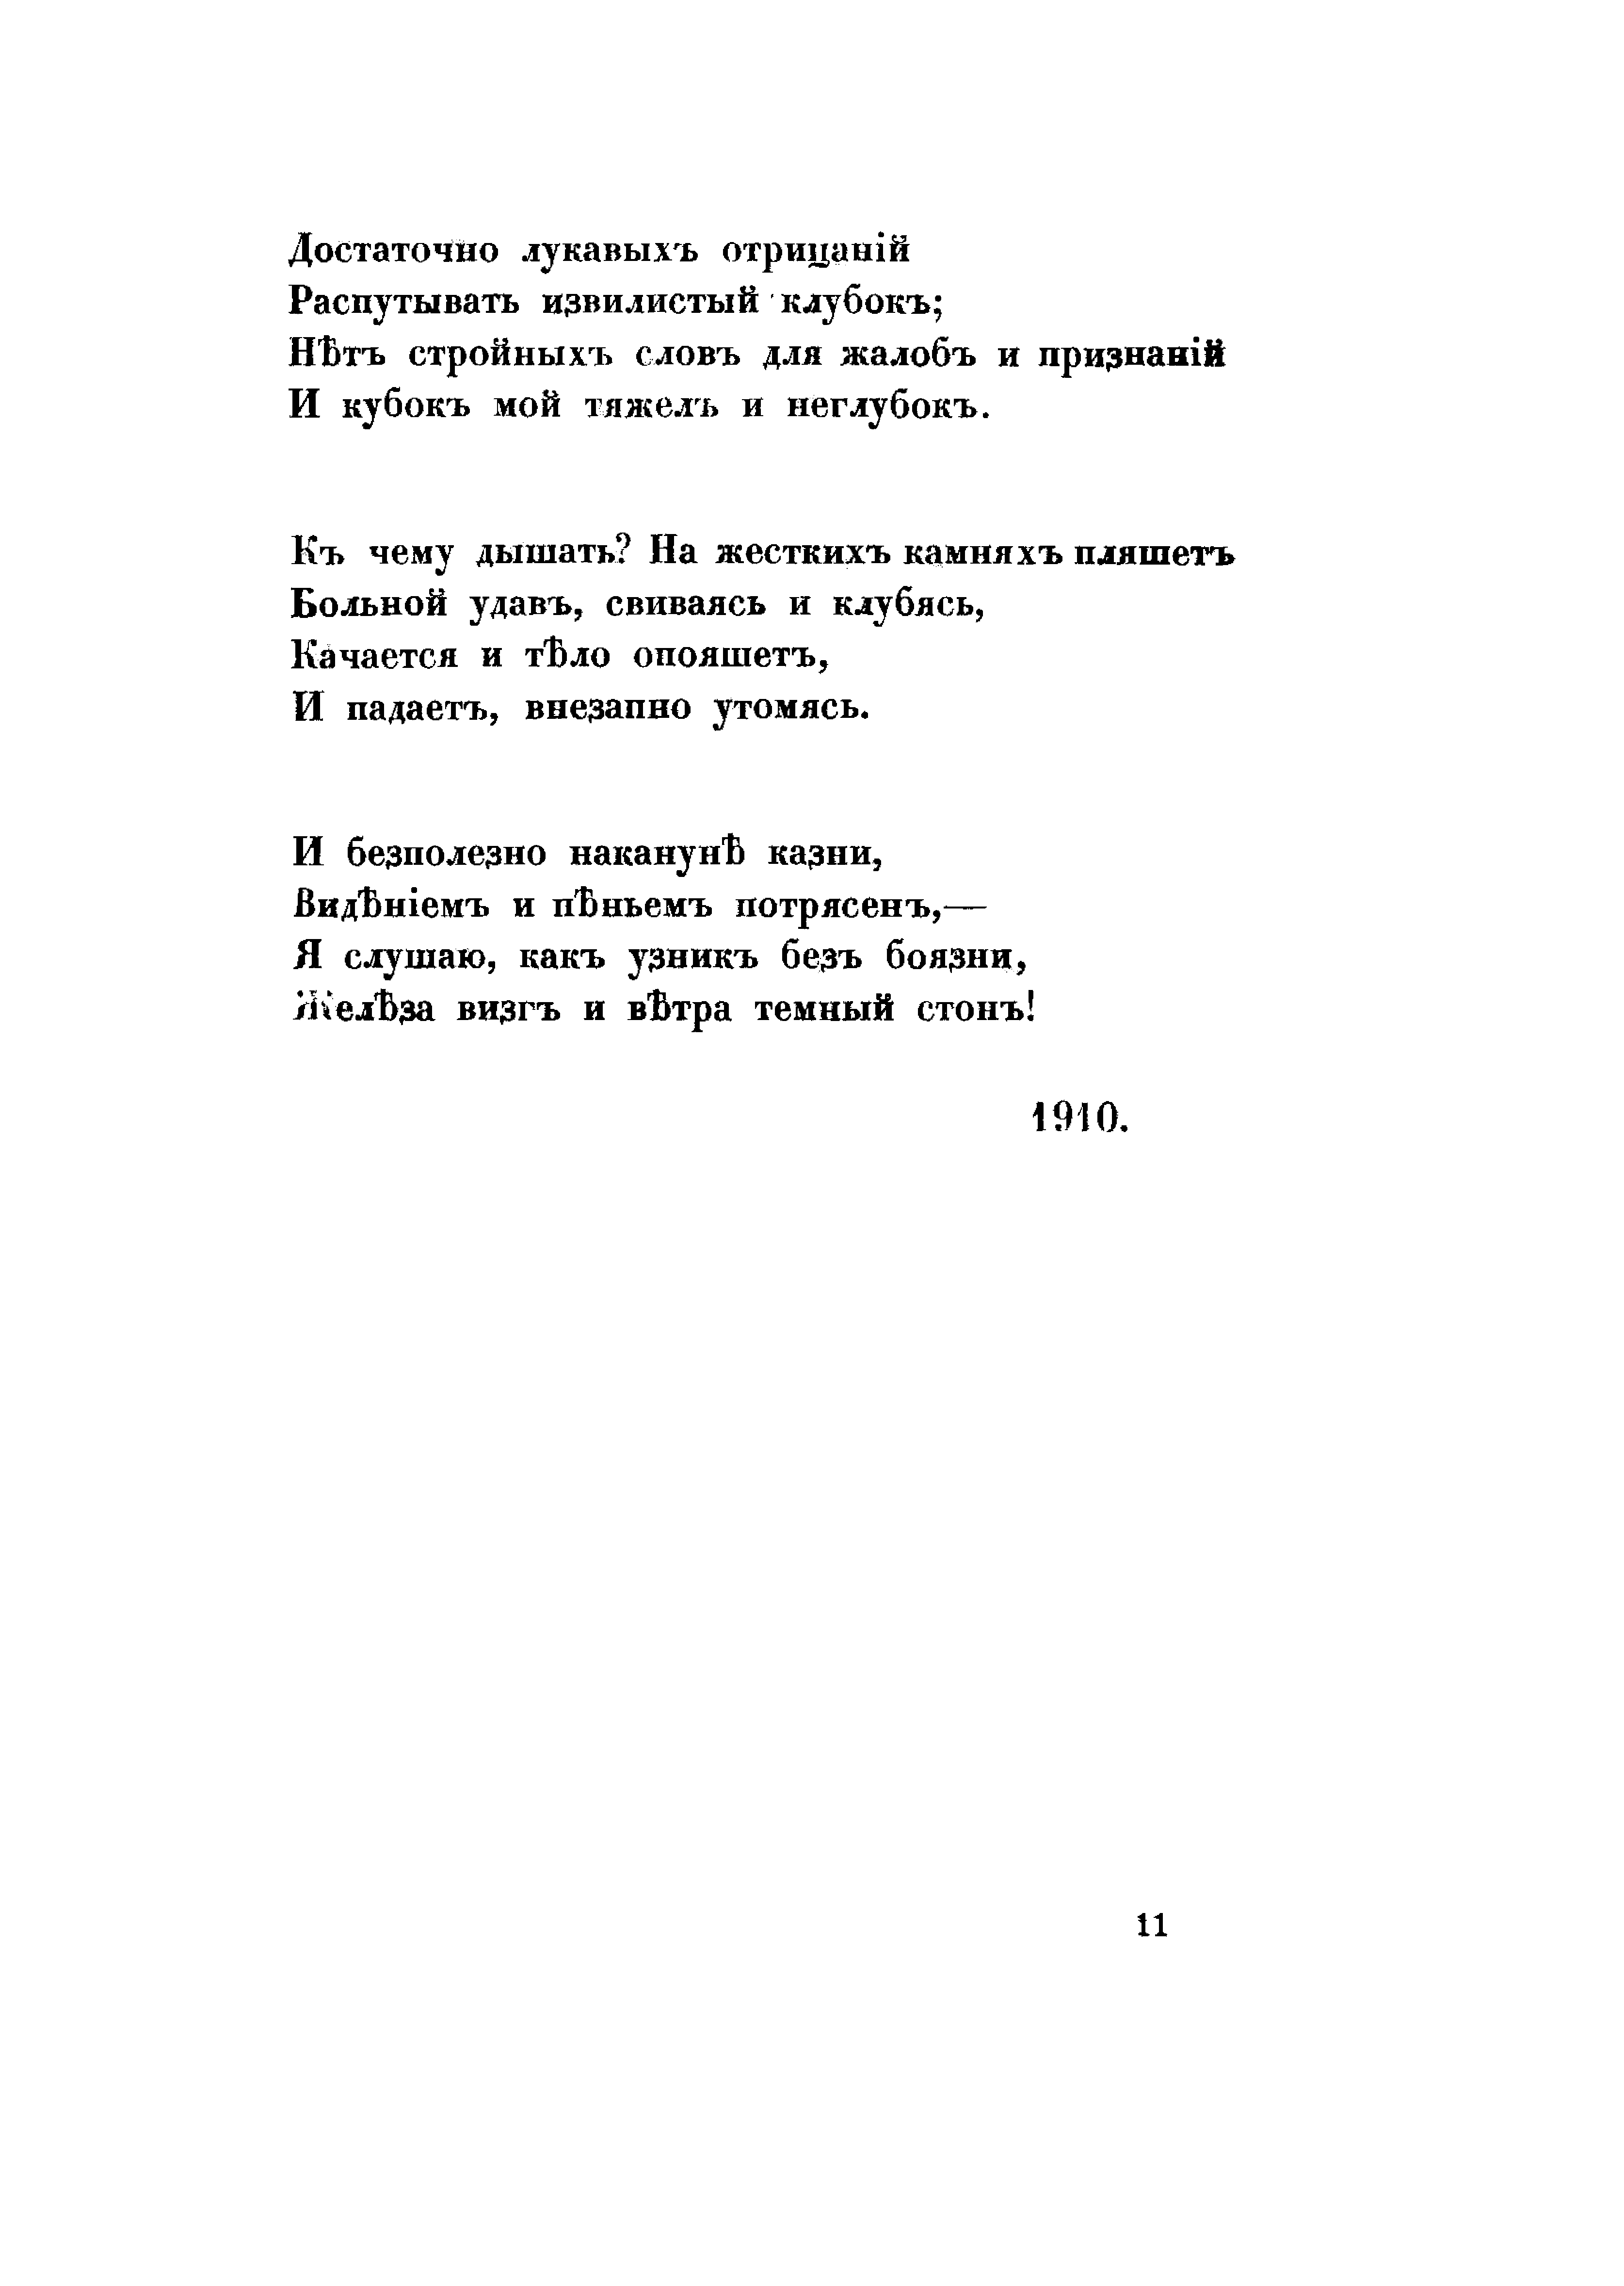 Достаточно лукавыхъ отрицаній
Распутывать извилистый клубокъ;
Нѣтъ стройныхъ словъ для жалобъ и признаній
И кубокъ мой тяжелъ и неглубокъ.
Къ чему дышать? На жесткихъ камняхъ пляшетъ
Больной удавъ, свиваясь и клубясь,
Качается и тѣло опояшетъ,
И падаетъ, внезапно утомясь.
И безполезно наканунѣ казни,
Видѣніемъ и пѣньемъ потрясенъ,—
Я слушаю, какъ узникъ безъ боязни,
Желѣза визгъ и вѣтра темный стонъ!
1910.
11